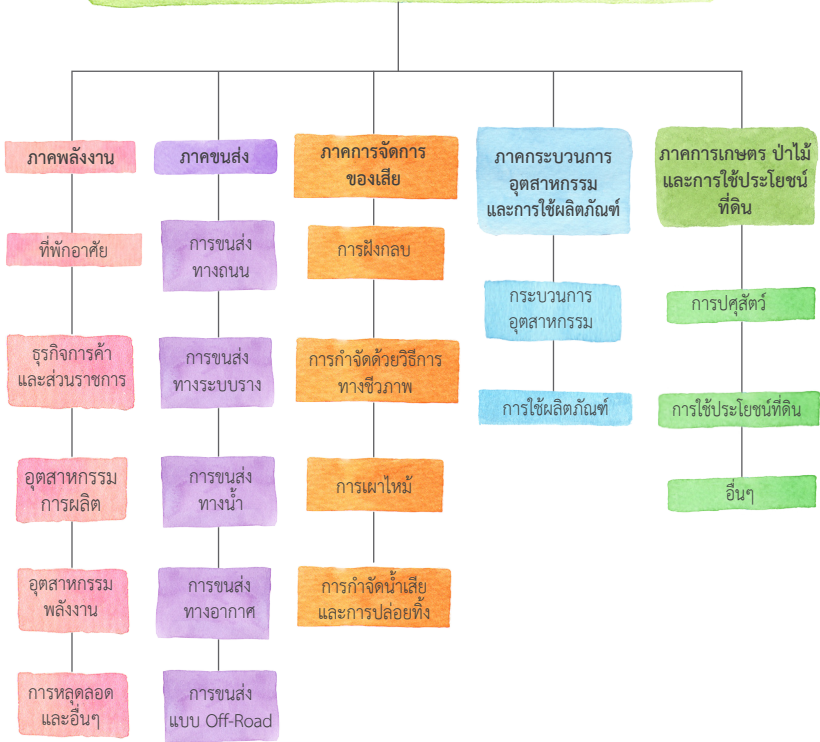 ภาคพลังงาน
ที่พักอาศัย
ธุรกิจการค้า
และส่วนราชการ
อุตสาหกรรม
การผลิต
อุตสาหกรรม
พลังงาน
การหลุดลอด
และอื่นๆ
ภาคขนส่ง
การขนส่ง
ทางถนน
การขนส่ง
ทางระบบราง
การขนส่ง
ทางน้ำ
การขนส่ง
ทางอากาศ
การขนส่ง
แบบ Off-Road
ภาคการจัดการ
ของเสีย
การฝังกลบ
การกำจัดด้วยวิธีการ
ทางชีวภาพ
การเผาไหม้
การกำจัดน้ำเสีย
และการปล่อยทิ้ง
ภาคกระบวนการ
อุตสาหกรรม
และการใช้ผลิตภัณฑ์
กระบวนการ
อุตสาหกรรม
การใช้ผลิตภัณฑ์
ภาคการเกษตร ป่าไม้
และการใช้ประโยชน์
ที่ดิน
การปศุสัตว์
การใช้ประโยชน์ที่ดิน
อื่นๆ